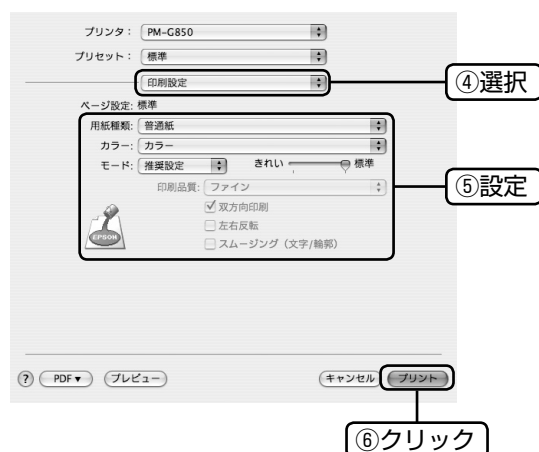 プリンタ： PM-G850
プリセット： 標準
印刷設定
④選択
ページ設定: 標準
用紙種類: 普通紙
カラー: カラー
モード: 推奨設定 きれい 標準
⑤設定
印刷品質: ファイン
双方向印刷
左右反転
スムージング（文字/輪郭）
EPSON
? PDF▼ プレビュー キャンセル プリント
⑥クリック